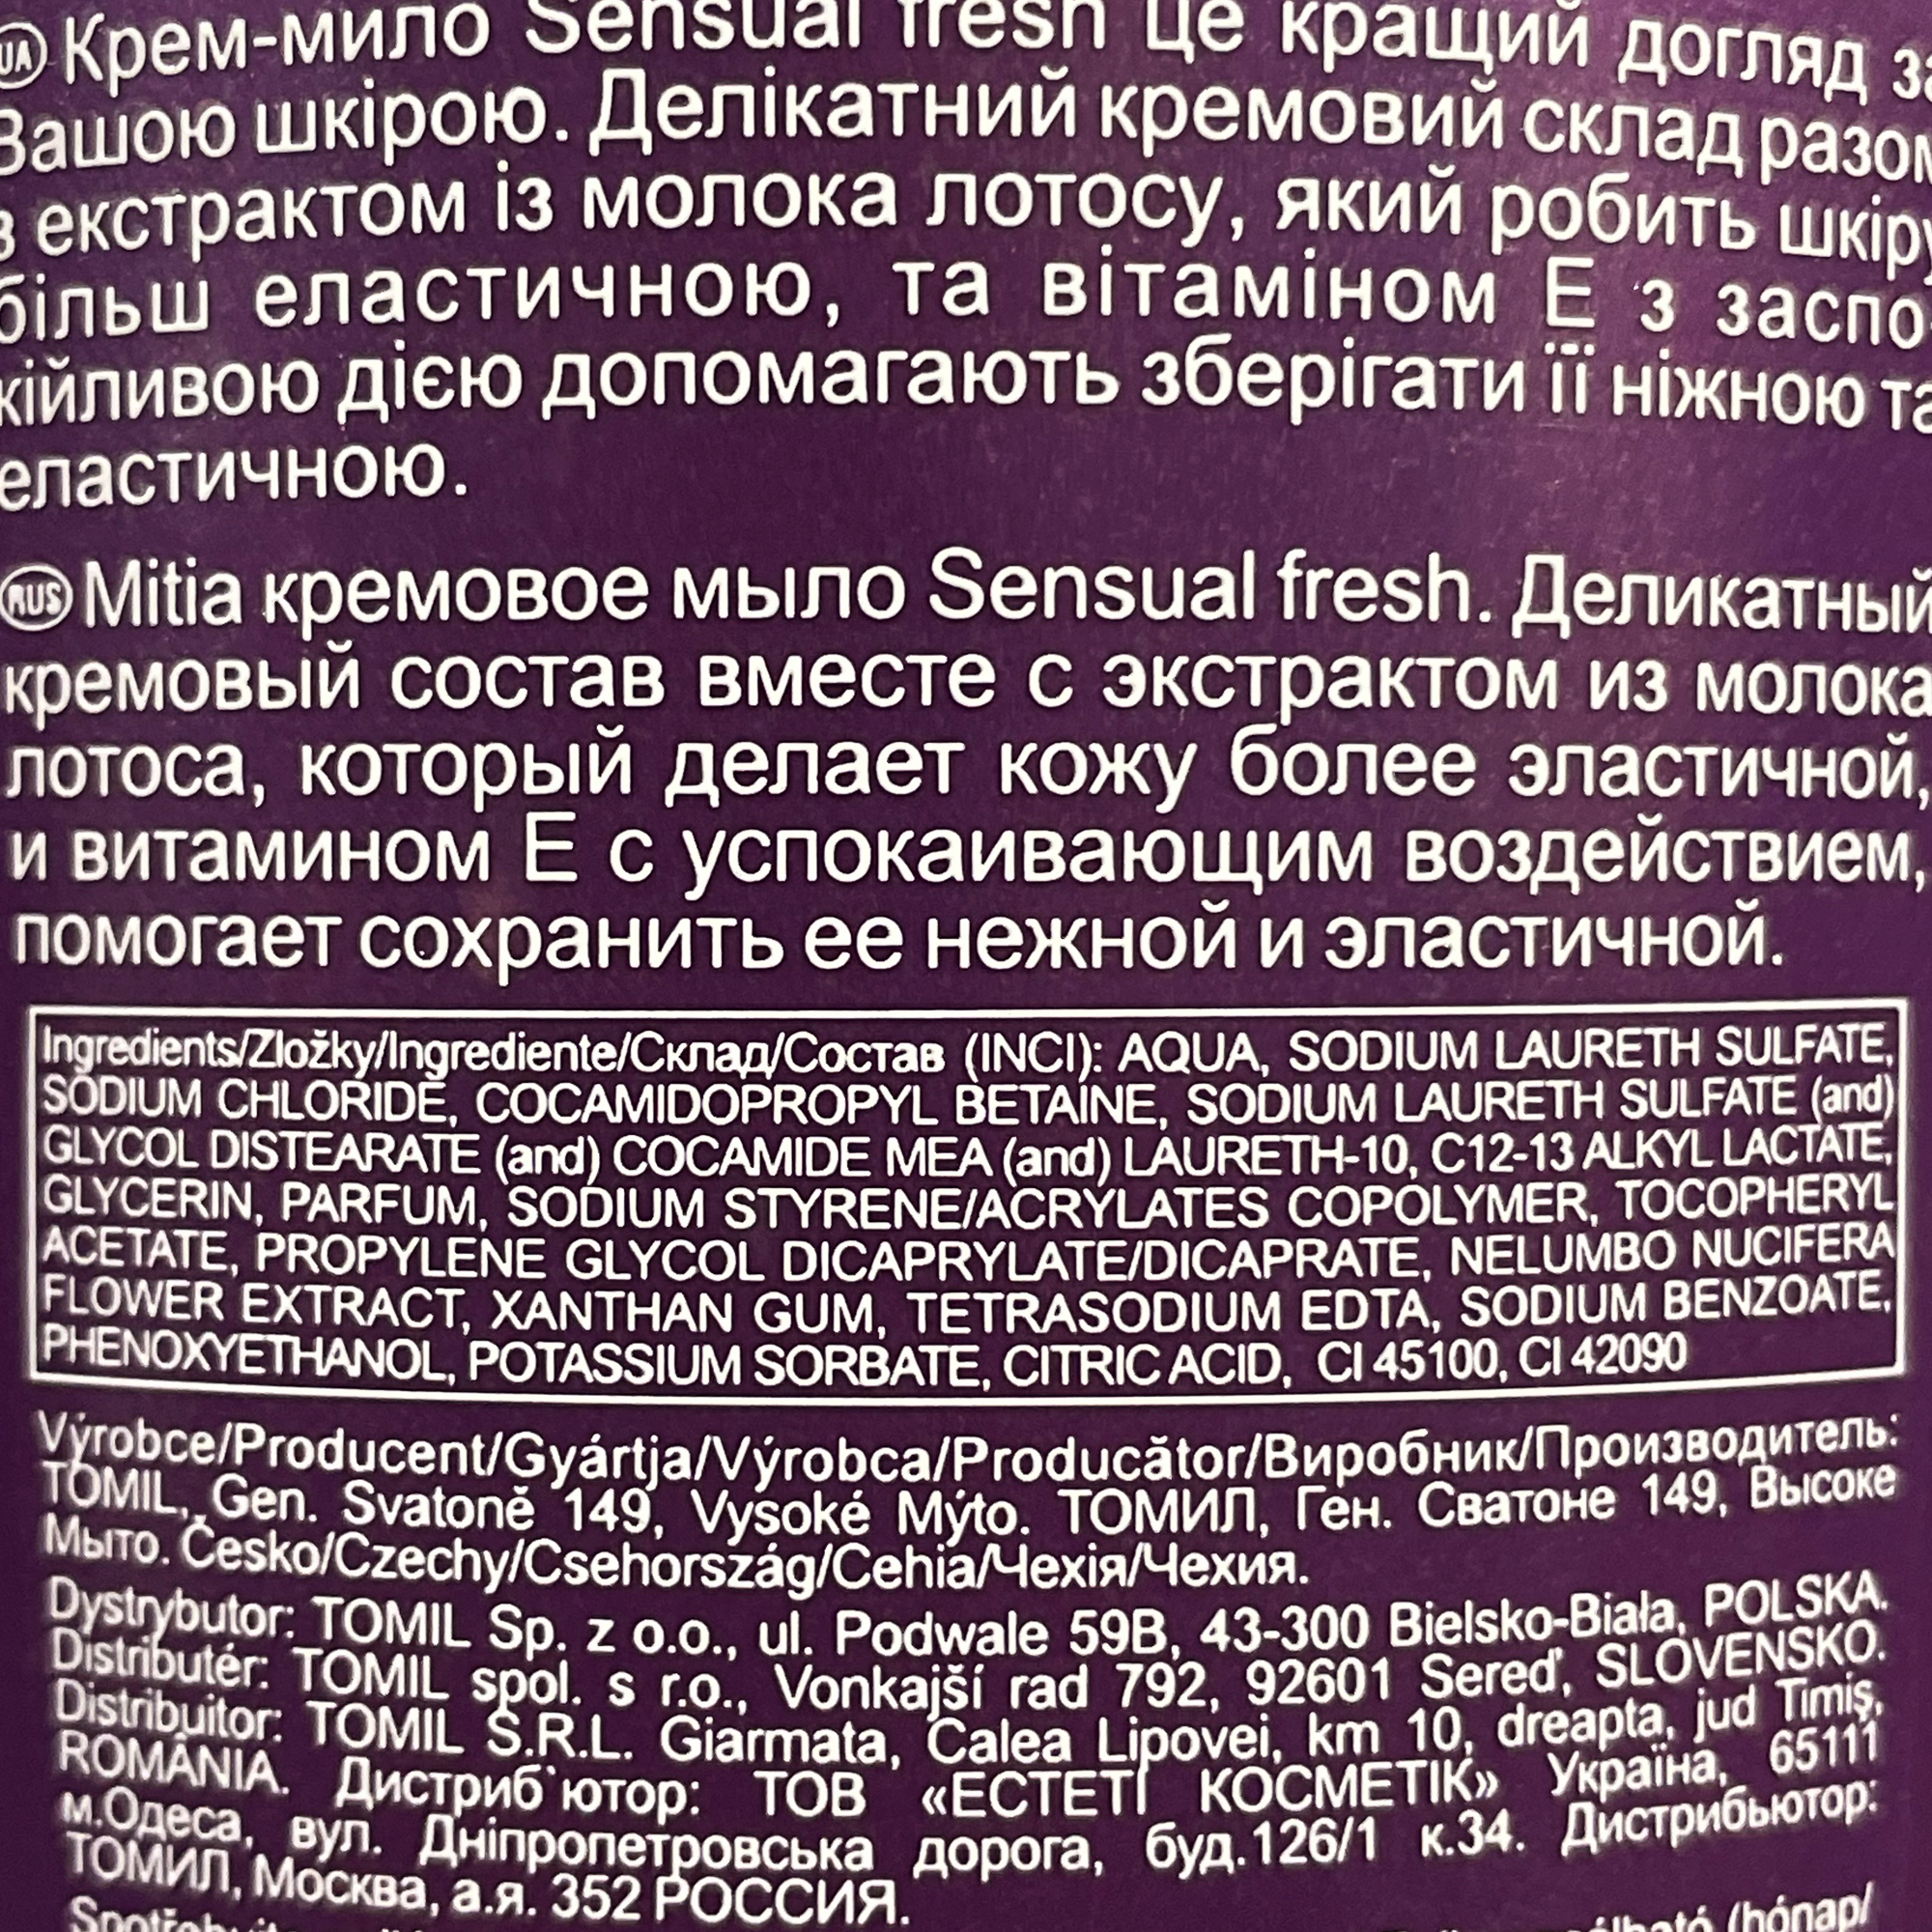 UA Крем-мило Sensual fresh це кращий догляд за
Вашою шкірою. Делікатний кремовий склад разом
з екстрактом із молока лотосу, який робить шкіру
більш еластичною, та вітаміном Е з заспо-
кійливою дією допомагають зберігати її ніжною та
еластичною.
RUS Mitia кремовое мыло Sensual fresh. Деликатный
кремовый состав вместе с экстрактом из молока
лотоса, который делает кожу более эластичной,
и витамином Е с успокаивающим воздействием,
помогает сохранить ее нежной и эластичной.
Ingredients/Zložky/Ingrediente/Склад/Состав (INCI): AQUA, SODIUM LAURETH SULFATE,
SODIUM CHLORIDE, COCAMIDOPROPYL BETAINE, SODIUM LAURETH SULFATE (and)
GLYCOL DISTEARATE (and) COCAMIDE MEA (and) LAURETH-10, C12-13 ALKYL LACTATE,
GLYCERIN, PARFUM, SODIUM STYRENE/ACRYLATES COPOLYMER, TOCOPHERYL
ACETATE, PROPYLENE GLYCOL DICAPRYLATE/DICAPRATE, NELUMBO NUCIFERA
FLOWER EXTRACT, XANTHAN GUM, TETRASODIUM EDTA, SODIUM BENZOATE,
PHENOXYETHANOL, POTASSIUM SORBATE, CITRIC ACID, CI 45100, CI 42090
Výrobce/Producent/Gyártja/Výrobca/Producător/Виробник/Производитель:
TOMIL, Gen. Svatoně 149, Vysoké Mýto. ТОМИЛ, Ген. Сватоне 149, Высоке
Мыто. Česko/Czechy/Csehország/Cehia/Чехія/Чехия.
Dystrybutor: TOMIL Sp. z o.o., ul. Podwale 59B, 43-300 Bielsko-Biała, POLSKA.
Distributér: TOMIL spol. s r.o., Vonkajší rad 792, 92601 Sereď, SLOVENSKO.
Distribuitor: TOMIL S.R.L. Giarmata, Calea Lipovei, km 10, dreapta, jud Timiş,
ROMÂNIA. Дистриб`ютор: ТОВ «ЕСТЕТІ КОСМЕТІК» Україна, 65111
м.Одеса, вул. Дніпропетровська дорога, буд.126/1 к.34. Дистрибьютор:
ТОМИЛ, Москва, а.я. 352 РОССИЯ.
(hónap/